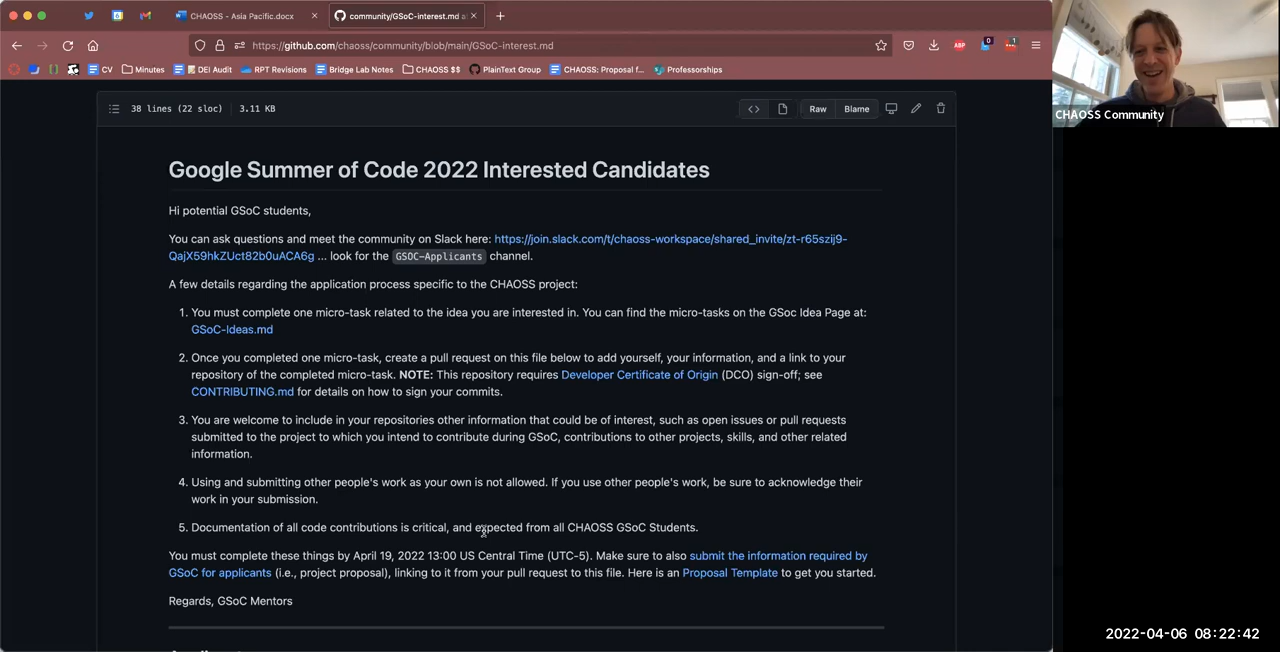 CHAOSS - Asia Pacific.docx
community/GSoC-interest.md a
https://github.com/chaoss/community/blob/main/GSoC-interest.md
ABP
0
1
CV
Minutes
DEI Audit
RPT Revisions
Bridge Lab Notes
CHAOSS $$
PlainText Group
CHAOSS: Proposal f...
Professorships
CHAOSS Community
38 lines (22 sloc)
3.11 KB
Raw
Blame
Google Summer of Code 2022 Interested Candidates
Hi potential GSoC students,
You can ask questions and meet the community on Slack here: https://join.slack.com/t/chaoss-workspace/shared_invite/zt-r65szij9-
QajX59hkZUct82b0uACA6g ... look for the GSOC-Applicants channel.
A few details regarding the application process specific to the CHAOSS project:
1. You must complete one micro-task related to the idea you are interested in. You can find the micro-tasks on the GSoc Idea Page at:
GSoC-Ideas.md
2. Once you completed one micro-task, create a pull request on this file below to add yourself, your information, and a link to your
repository of the completed micro-task. NOTE: This repository requires Developer Certificate of Origin (DCO) sign-off; see
CONTRIBUTING.md for details on how to sign your commits.
3. You are welcome to include in your repositories other information that could be of interest, such as open issues or pull requests
submitted to the project to which you intend to contribute during GSoC, contributions to other projects, skills, and other related
information.
4. Using and submitting other people's work as your own is not allowed. If you use other people's work, be sure to acknowledge their
work in your submission.
5. Documentation of all code contributions is critical, and expected from all CHAOSS GSoC Students.
You must complete these things by April 19, 2022 13:00 US Central Time (UTC-5). Make sure to also submit the information required by
GSoC for applicants (i.e., project proposal), linking to it from your pull request to this file. Here is an Proposal Template to get you started.
Regards, GSoC Mentors
2022-04-06 08:22:42